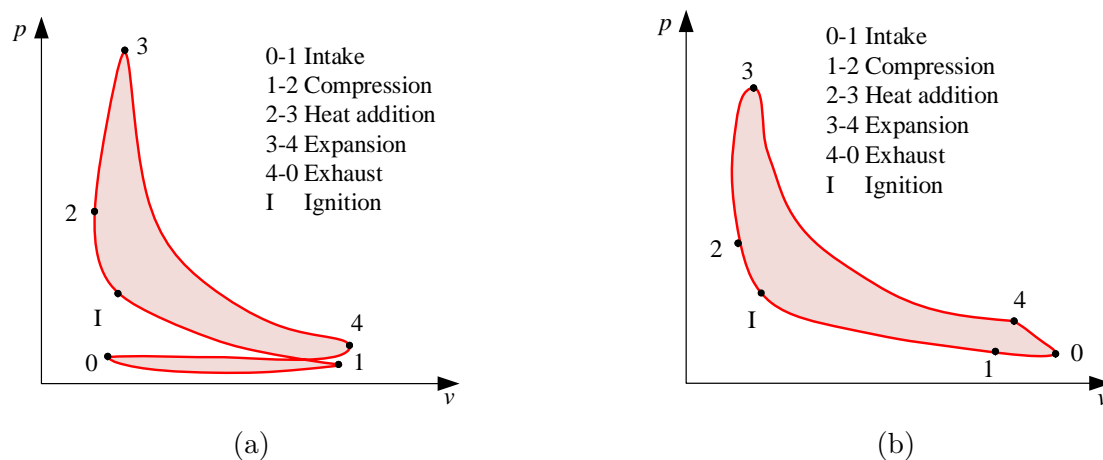 p
3
0-1 Intake
1-2 Compression
2-3 Heat addition
3-4 Expansion
4-0 Exhaust
I Ignition
2
I
4
0
1
v
(a)
p
0-1 Intake
1-2 Compression
2-3 Heat addition
3-4 Expansion
4-0 Exhaust
I Ignition
3
2
I
4
1
0
v
(b)